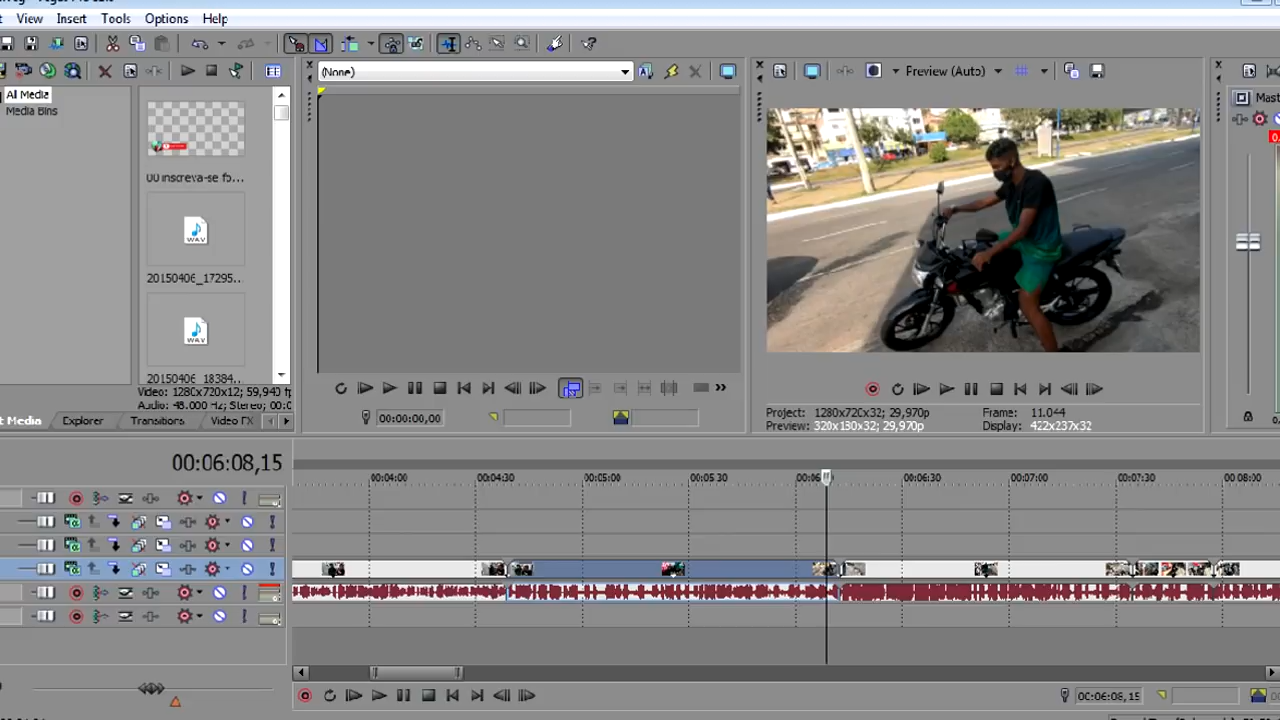 View Insert Tools Options Help
All Media
Media Bins
00 inscreva-se fo...
WAV
20150406_17295...
WAV
20150406_18384...
Video: 1280x720x12; 59,940 f
Audio: 48.000 Hz; Stereo; 00:0
t Media Explorer Transitions Video FX
(None)
00:00:00,00
Preview (Auto)
Project: 1280x720x32; 29,970p
Preview: 320x180x32; 29,970p
Frame: 11.044
Display: 422x237x32
Mast
00:06:08,15
00:04:00 00:04:30 00:05:00 00:05:30 00:06:30 00:07:00 00:07:30 00:08:00
00:06:08,15